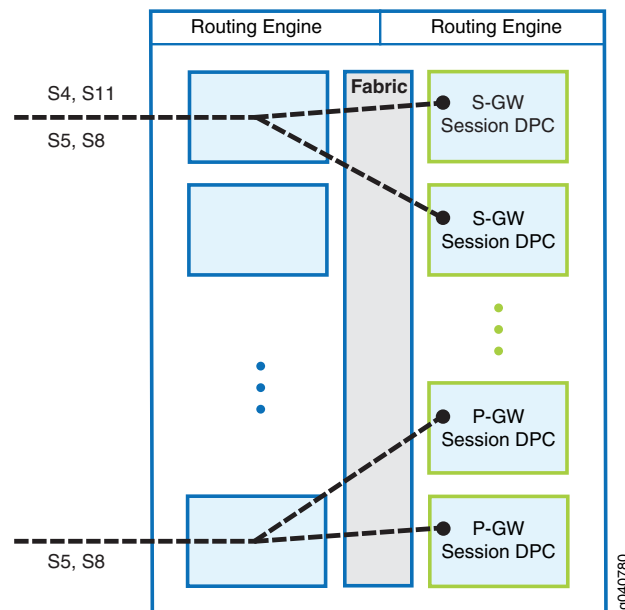 Routing Engine
Routing Engine
Fabric
S4, S11
S5, S8
S-GW
Session DPC
S-GW
Session DPC
P-GW
Session DPC
P-GW
Session DPC
S5, S8
g040780